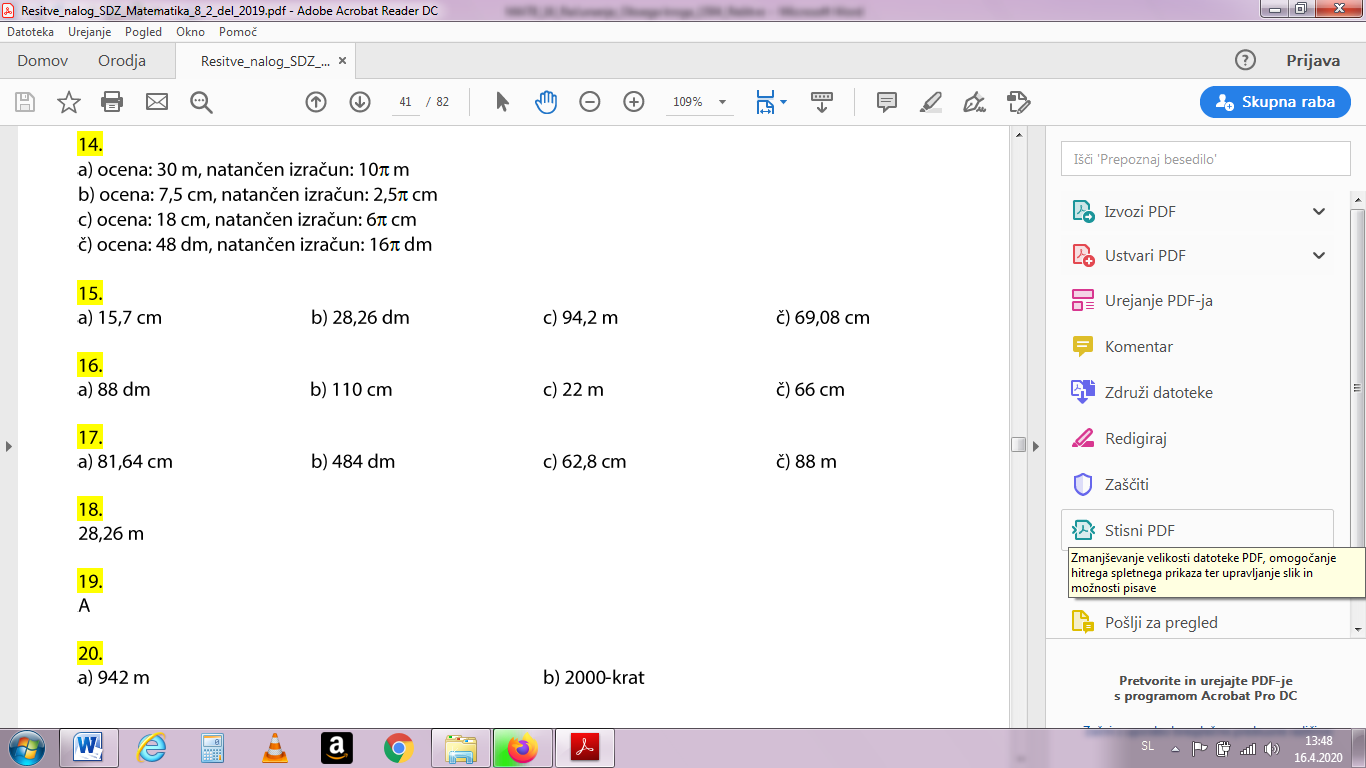 Resitve_nalog_SDZ_Matematika_8_2_del_2019.pdf - Adobe Acrobat Reader DC
Datoteka Urejanje Pogled Okno Pomoč
Domov Orodja Resitve_nalog_SDZ_... × Prijava
41 / 82 109% Skupna raba
14.
a) ocena: 30 m, natančen izračun: 10π m
b) ocena: 7,5 cm, natančen izračun: 2,5π cm
c) ocena: 18 cm, natančen izračun: 6π cm
č) ocena: 48 dm, natančen izračun: 16π dm
15.
a) 15,7 cm b) 28,26 dm c) 94,2 m č) 69,08 cm
16.
a) 88 dm b) 110 cm c) 22 m č) 66 cm
17.
a) 81,64 cm b) 484 dm c) 62,8 cm č) 88 m
18.
28,26 m
19.
A
20.
a) 942 m b) 2000-krat
Išči 'Prepoznaj besedilo'
Izvozi PDF
Ustvari PDF
Urejanje PDF-ja
Komentar
Združi datoteke
Redigiraj
Zaščiti
Stisni PDF
Zmanjševanje velikosti datoteke PDF, omogočanje
hitrega spletnega prikaza ter upravljanje slik in
možnosti pisave
Pošlji za pregled
Pretvorite in urejajte PDF-je
s programom Acrobat Pro DC
SL 13:48
16.4.2020